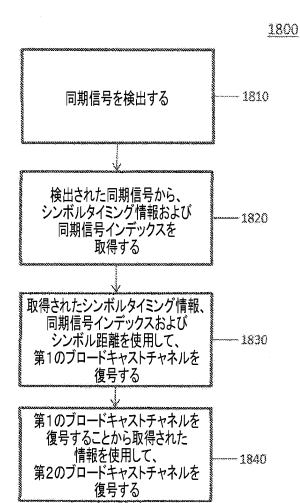 1800
同期信号を検出する
1810
検出された同期信号から、
シンボルタイミング情報および
同期信号インデックスを
取得する
1820
取得されたシンボルタイミング情報、
同期信号インデックスおよび
シンボル距離を使用して、
第1のブロードキャストチャネルを
復号する
1830
第1のブロードキャストチャネルを
復号することから取得された
情報を使用して、
第2のブロードキャストチャネルを
復号する
1840